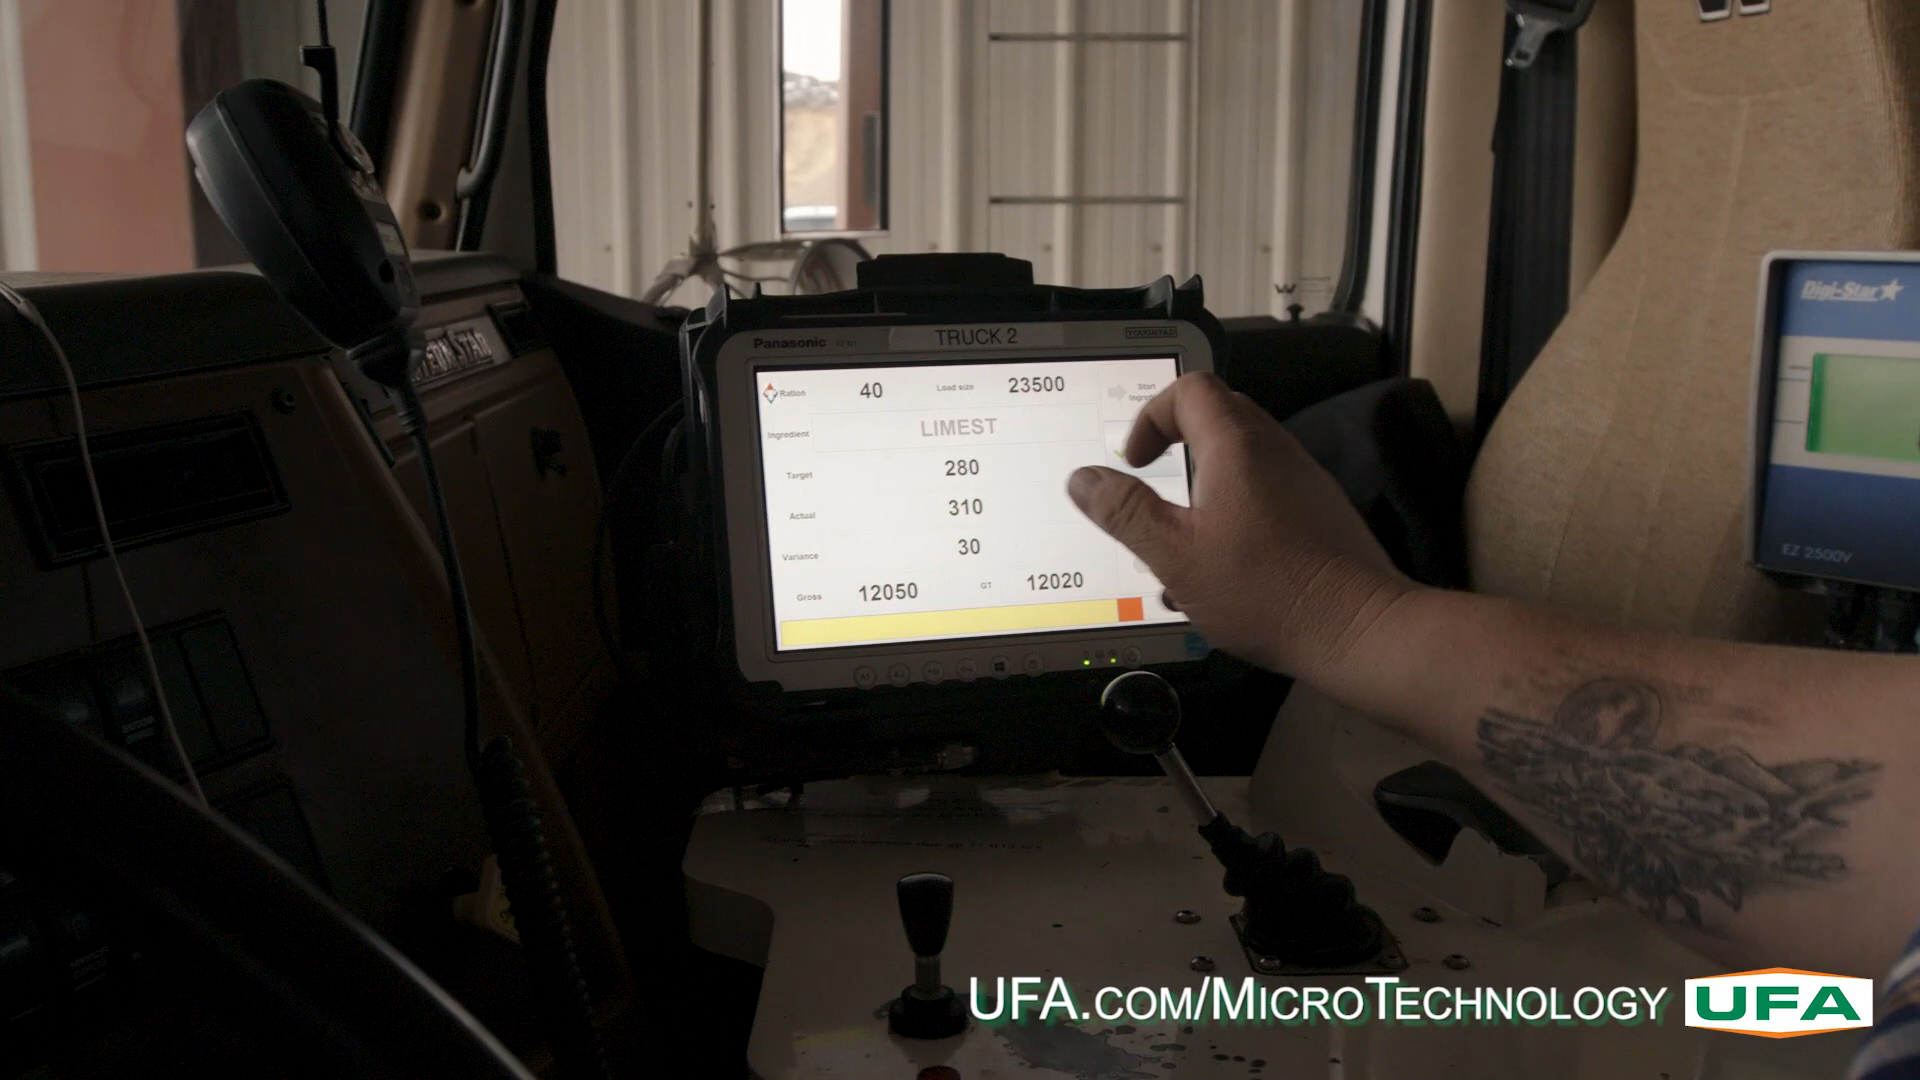 Panasonic
TRUCK 2
TOUGHPAD
Ration 40 Load size 23500
Start
Ingredient LIMEST
Target 280
Actual 310
Variance 30
Gross 12050 GT 12020
Digi-Star
EZ 2500V
UFA.COM/MICROTECHNOLOGY
UFA